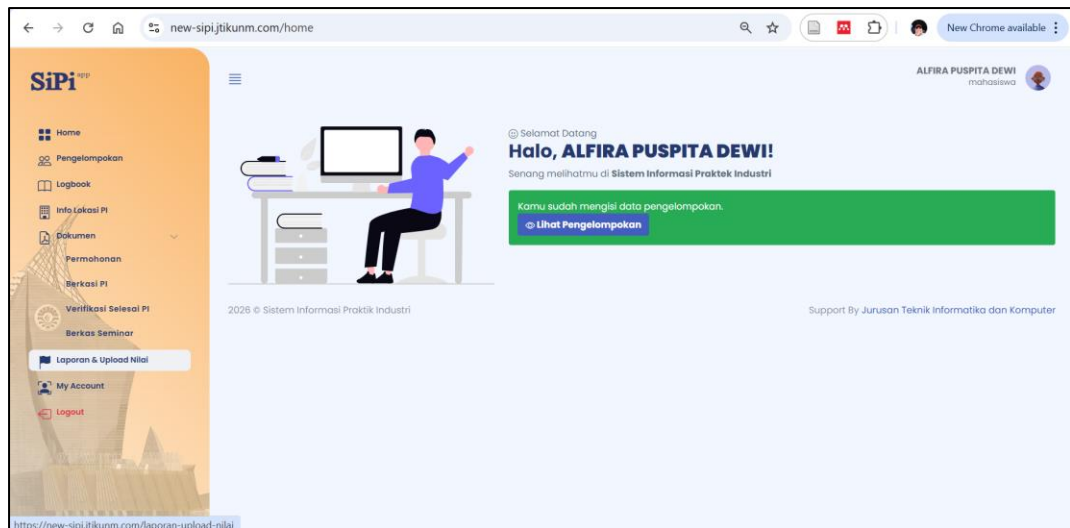 new-sipi.jtikunm.com/home
New Chrome available
SiPi app
ALFIRA PUSPITA DEWI
mahasiswa
Home
Pengelompokan
Logbook
Info Lokasi PI
Dokumen
Permohonan
Berkasi PI
Verifikasi Selesai PI
Berkas Seminar
Laporan & Upload Nilai
My Account
Logout
Selamat Datang
Halo, ALFIRA PUSPITA DEWI!
Senang melihatmu di Sistem Informasi Praktek Industri
Kamu sudah mengisi data pengelompokan.
Lihat Pengelompokan
2026 © Sistem Informasi Praktik Industri
Support By Jurusan Teknik Informatika dan Komputer
https://new-sipi.jtikunm.com/laporan-upload-nilai